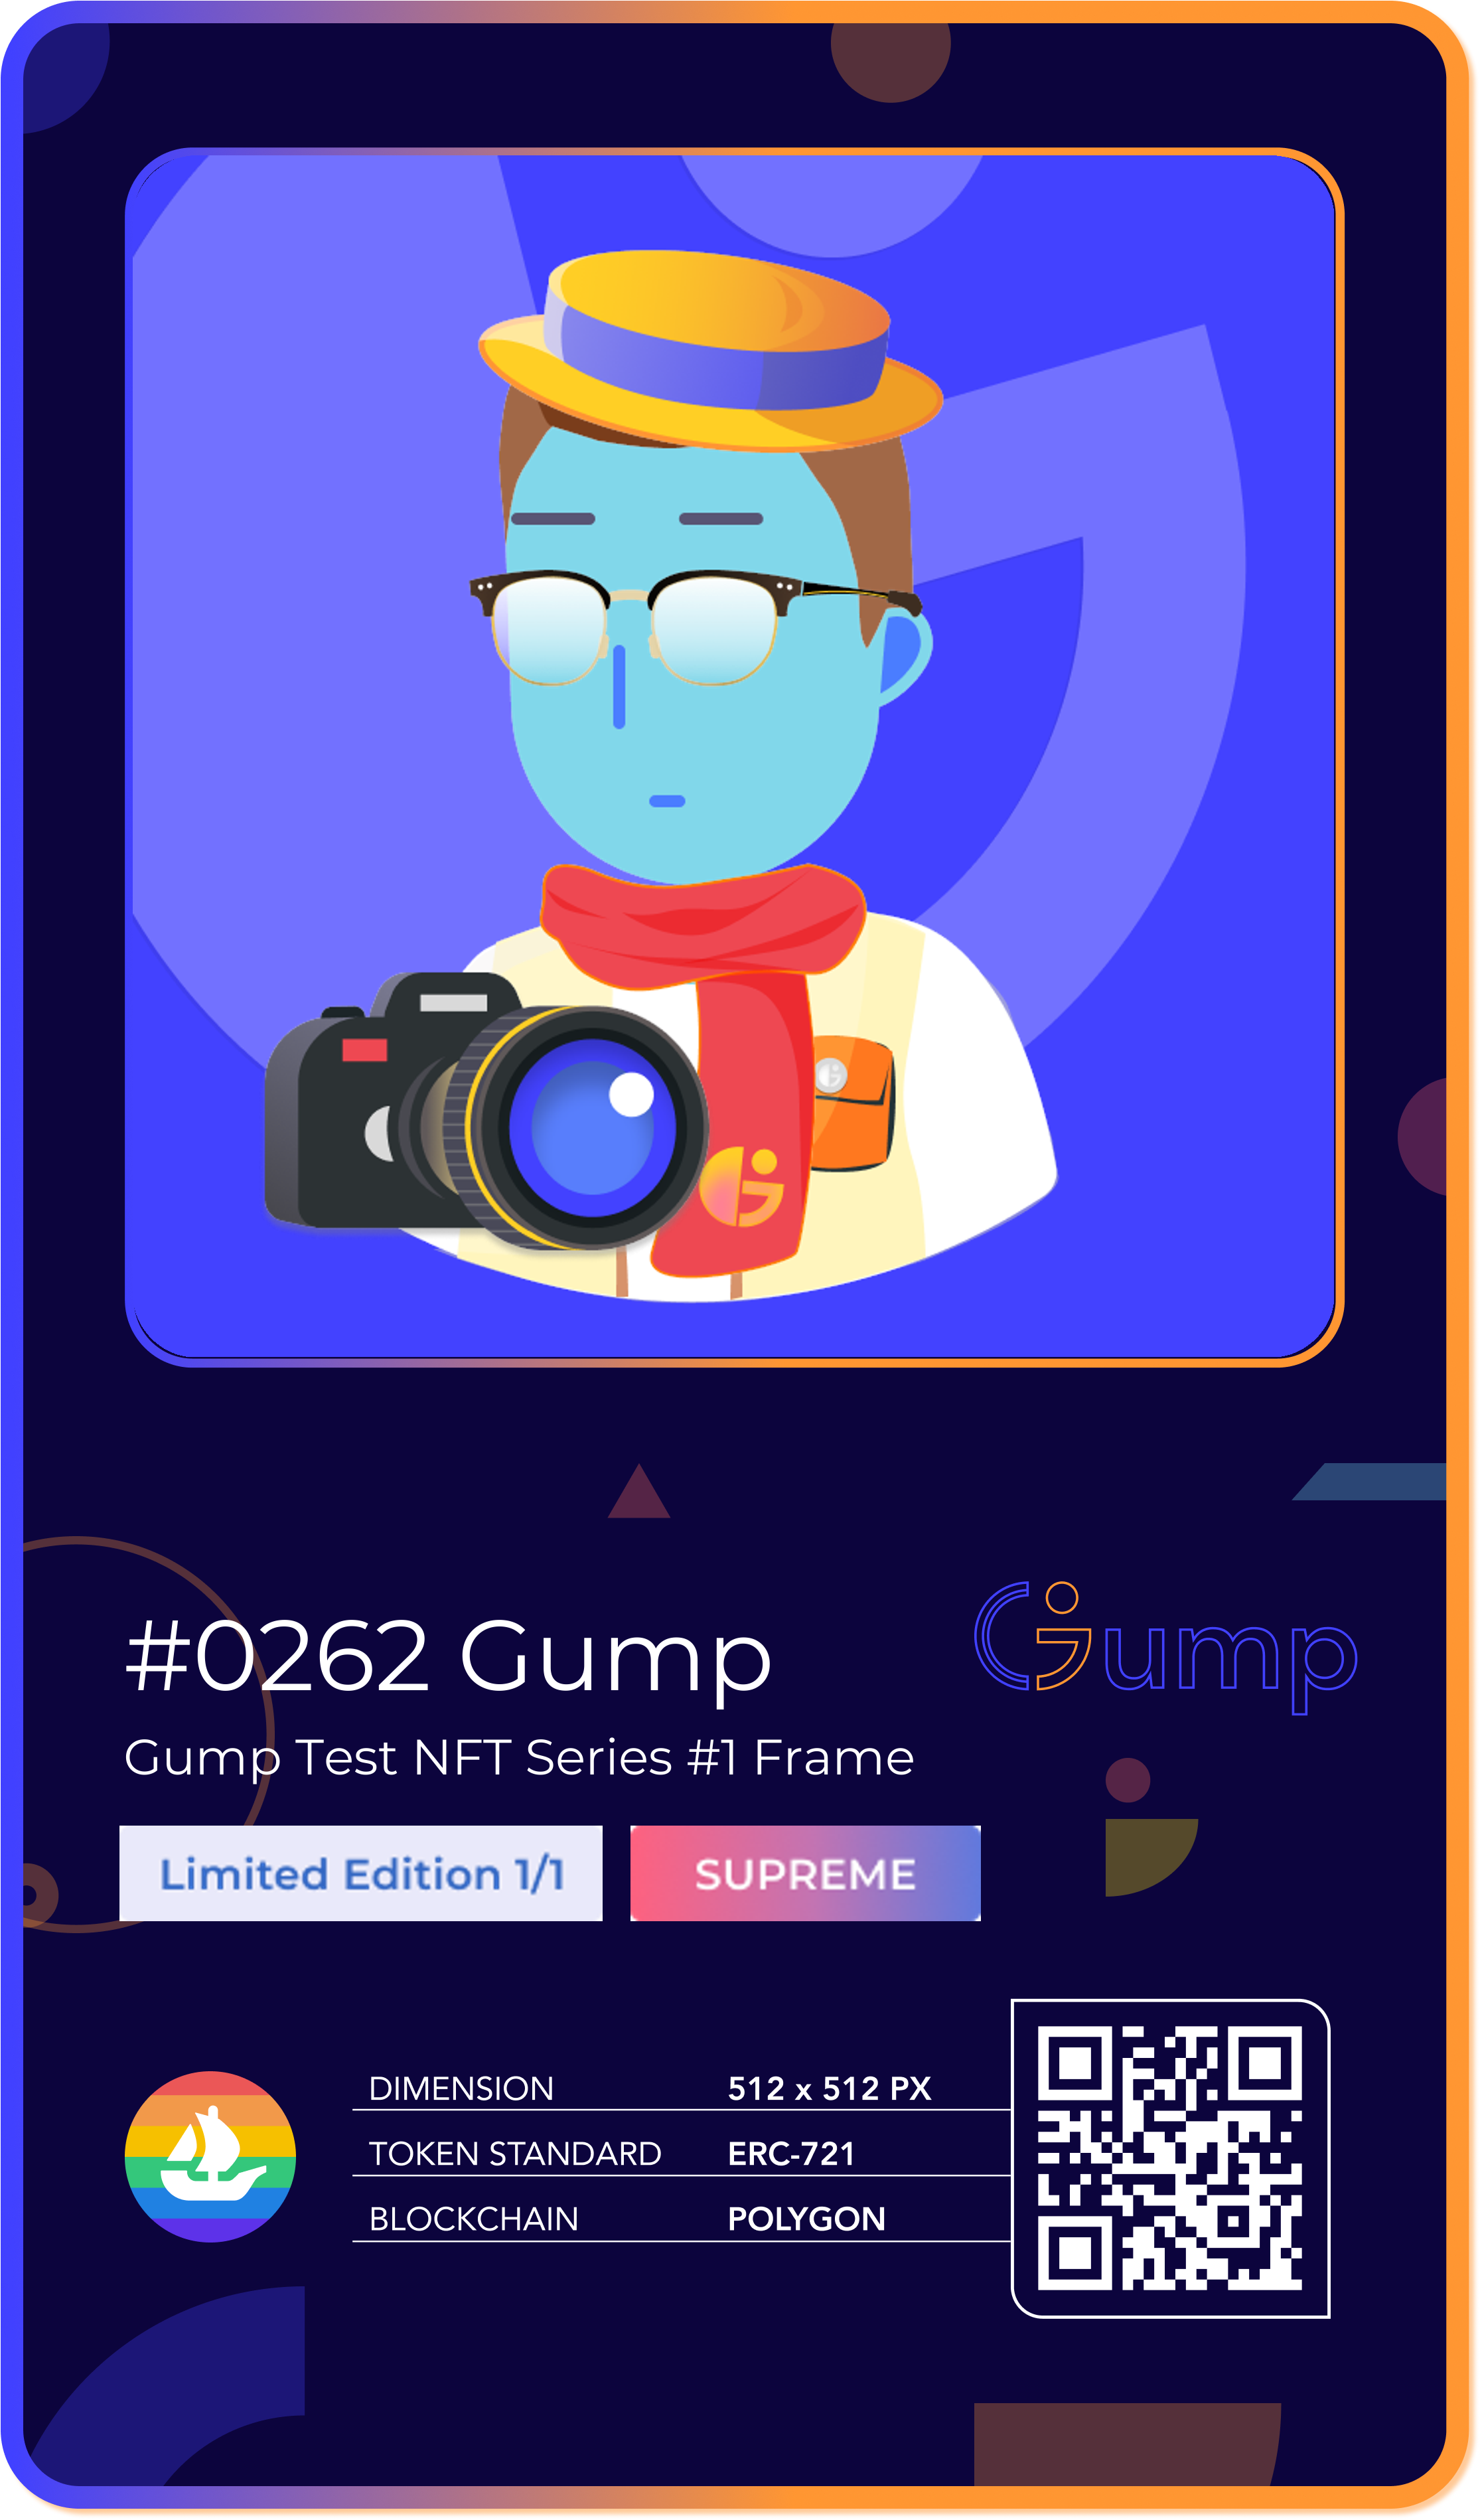 #0262 Gump
Gump
Gump Test NFT Series #1 Frame
Limited Edition 1/1
SUPREME
DIMENSION 512 x 512 PX
TOKEN STANDARD ERC-721
BLOCKCHAIN POLYGON